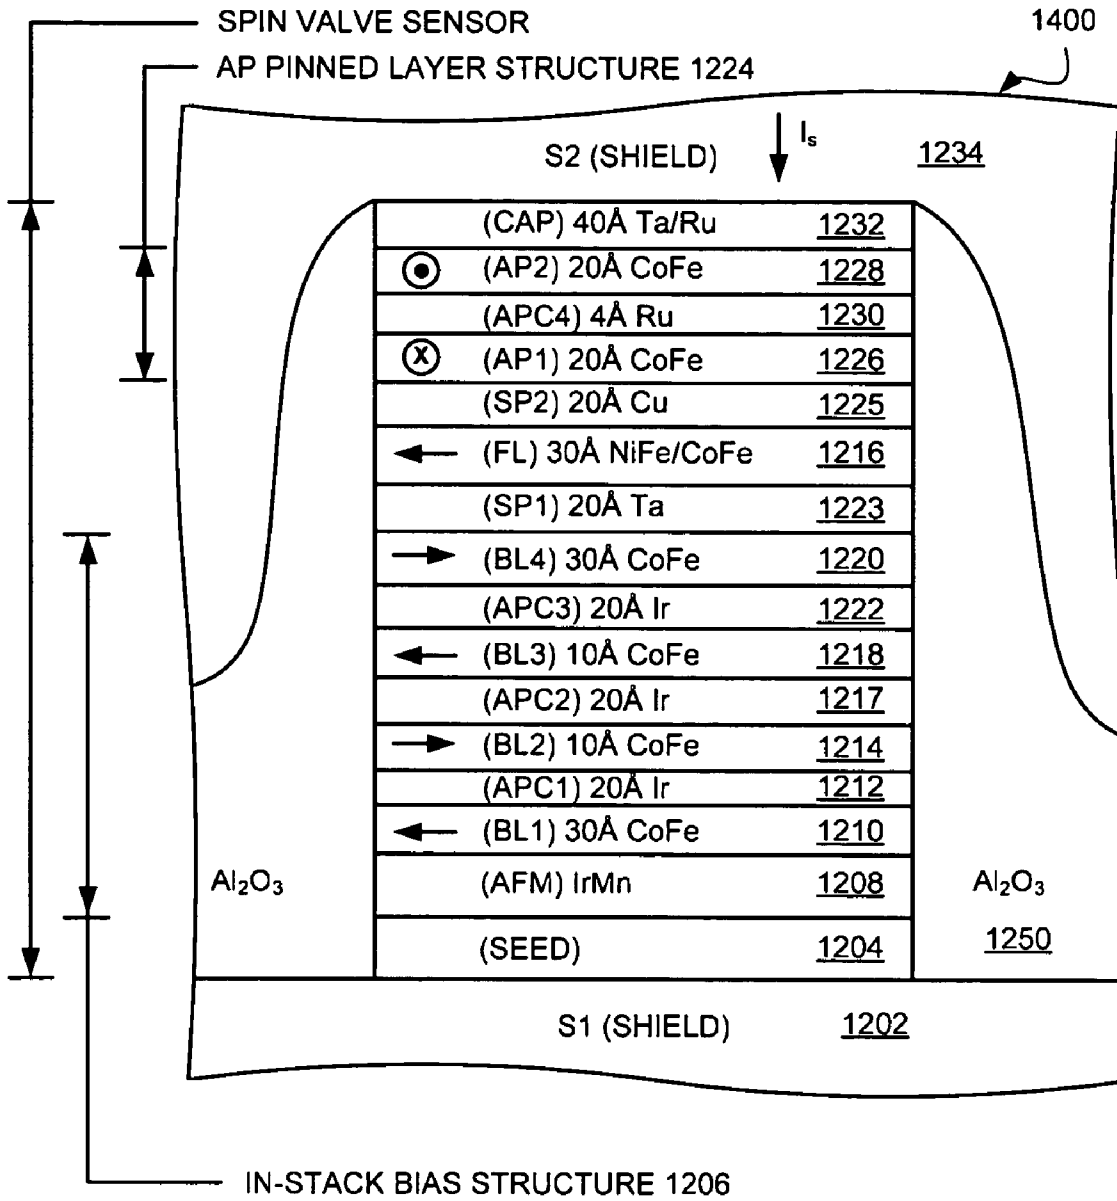 SPIN VALVE SENSOR
1400
AP PINNED LAYER STRUCTURE 1224
S2 (SHIELD)
Is
1234
(CAP) 40Å Ta/Ru 1232
(AP2) 20Å CoFe 1228
(APC4) 4Å Ru 1230
X (AP1) 20Å CoFe 1226
(SP2) 20Å Cu 1225
(FL) 30Å NiFe/CoFe 1216
(SP1) 20Å Ta 1223
(BL4) 30Å CoFe 1220
(APC3) 20Å Ir 1222
(BL3) 10Å CoFe 1218
(APC2) 20Å Ir 1217
(BL2) 10Å CoFe 1214
(APC1) 20Å Ir 1212
(BL1) 30Å CoFe 1210
Al₂O₃
(AFM) IrMn 1208
Al₂O₃
(SEED) 1204
1250
S1 (SHIELD) 1202
IN-STACK BIAS STRUCTURE 1206